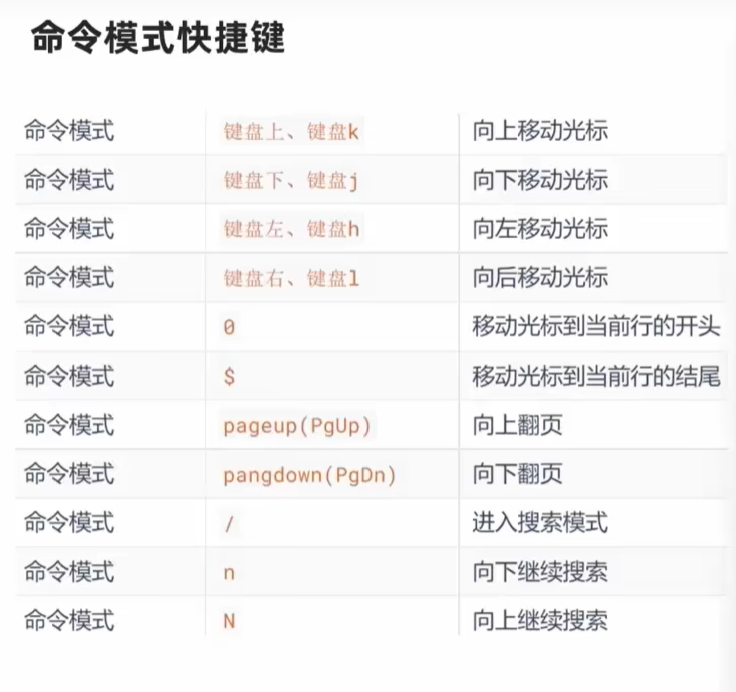 命令模式快捷键
命令模式 键盘上、键盘k 向上移动光标
命令模式 键盘下、键盘j 向下移动光标
命令模式 键盘左、键盘h 向左移动光标
命令模式 键盘右、键盘l 向后移动光标
命令模式 0 移动光标到当前行的开头
命令模式 $ 移动光标到当前行的结尾
命令模式 pageup(PgUp) 向上翻页
命令模式 pangdown(PgDn) 向下翻页
命令模式 / 进入搜索模式
命令模式 n 向下继续搜索
命令模式 N 向上继续搜索